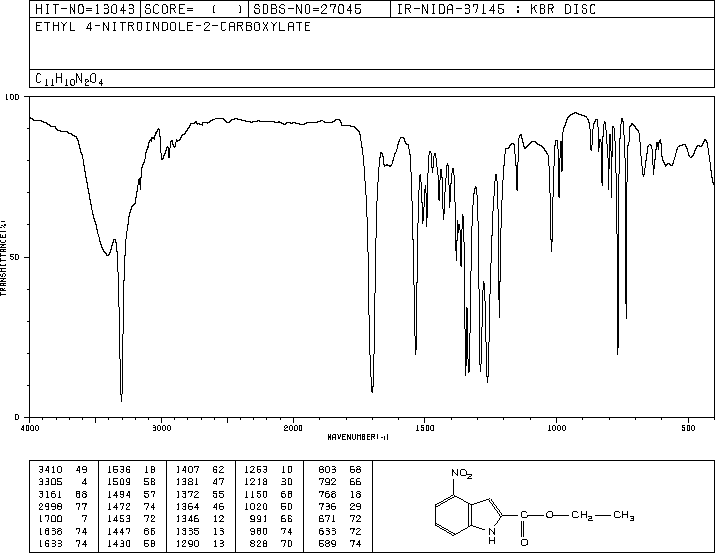 HIT-NO=13043 SCORE= ( ) SDBS-NO=27045 IR-NIDA-37145 : KBR DISC
ETHYL 4-NITROINDOLE-2-CARBOXYLATE
C11H10N2O4
100
50
0
TRANSMITTANCE(%)
4000 3000 2000 1500 1000 500
WAVENUMBER(-1)
3410 49 1536 18 1407 62 1263 10 803 58
3305 4 1509 58 1381 47 1218 30 792 66
3161 68 1494 57 1372 55 1150 68 768 18
2998 77 1472 74 1364 46 1020 50 736 29
1700 7 1453 72 1346 12 991 66 671 72
1656 74 1447 66 1335 13 980 74 633 72
1633 74 1430 58 1290 13 828 70 589 74
NO2
C—O—CH2—CH3
N
H
O